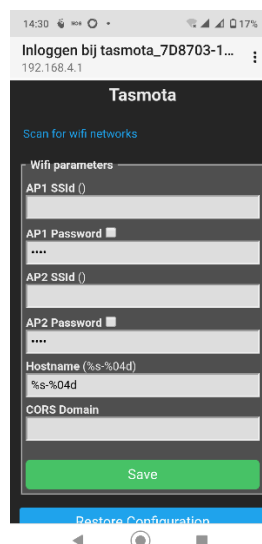 14:30 17%
Inloggen bij tasmota_7D8703-1...
192.168.4.1
Tasmota
Scan for wifi networks
Wifi parameters
AP1 SSId ()
AP1 Password
••••
AP2 SSId ()
AP2 Password
••••
Hostname (%s-%04d)
%s-%04d
CORS Domain
Save
Restore Configuration